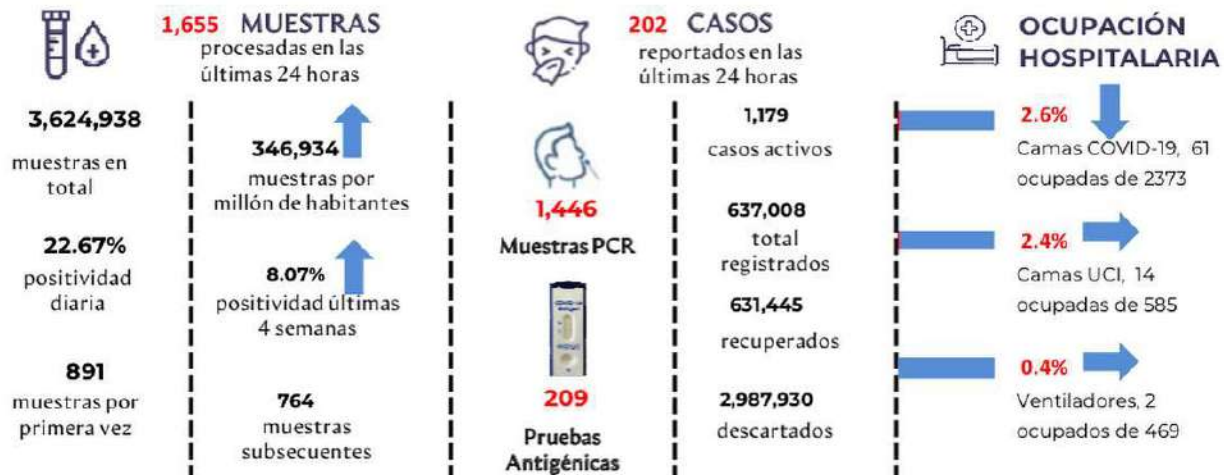 1,655 MUESTRAS
procesadas en las
últimas 24 horas
3,624,938
muestras en
total
22.67%
positividad
diaria
891
muestras por
primera vez
346,934
muestras por
millón de habitantes
8.07%
positividad últimas
4 semanas
764
muestras
subsecuentes
202 CASOS
reportados en las
últimas 24 horas
1,446
Muestras PCR
209
Pruebas
Antigénicas
1,179
casos activos
637,008
total
registrados
631,445
recuperados
2,987,930
descartados
OCUPACIÓN
HOSPITALARIA
2.6%
Camas COVID-19, 61
ocupadas de 2373
2.4%
Camas UCI, 14
ocupadas de 585
0.4%
Ventiladores, 2
ocupados de 469